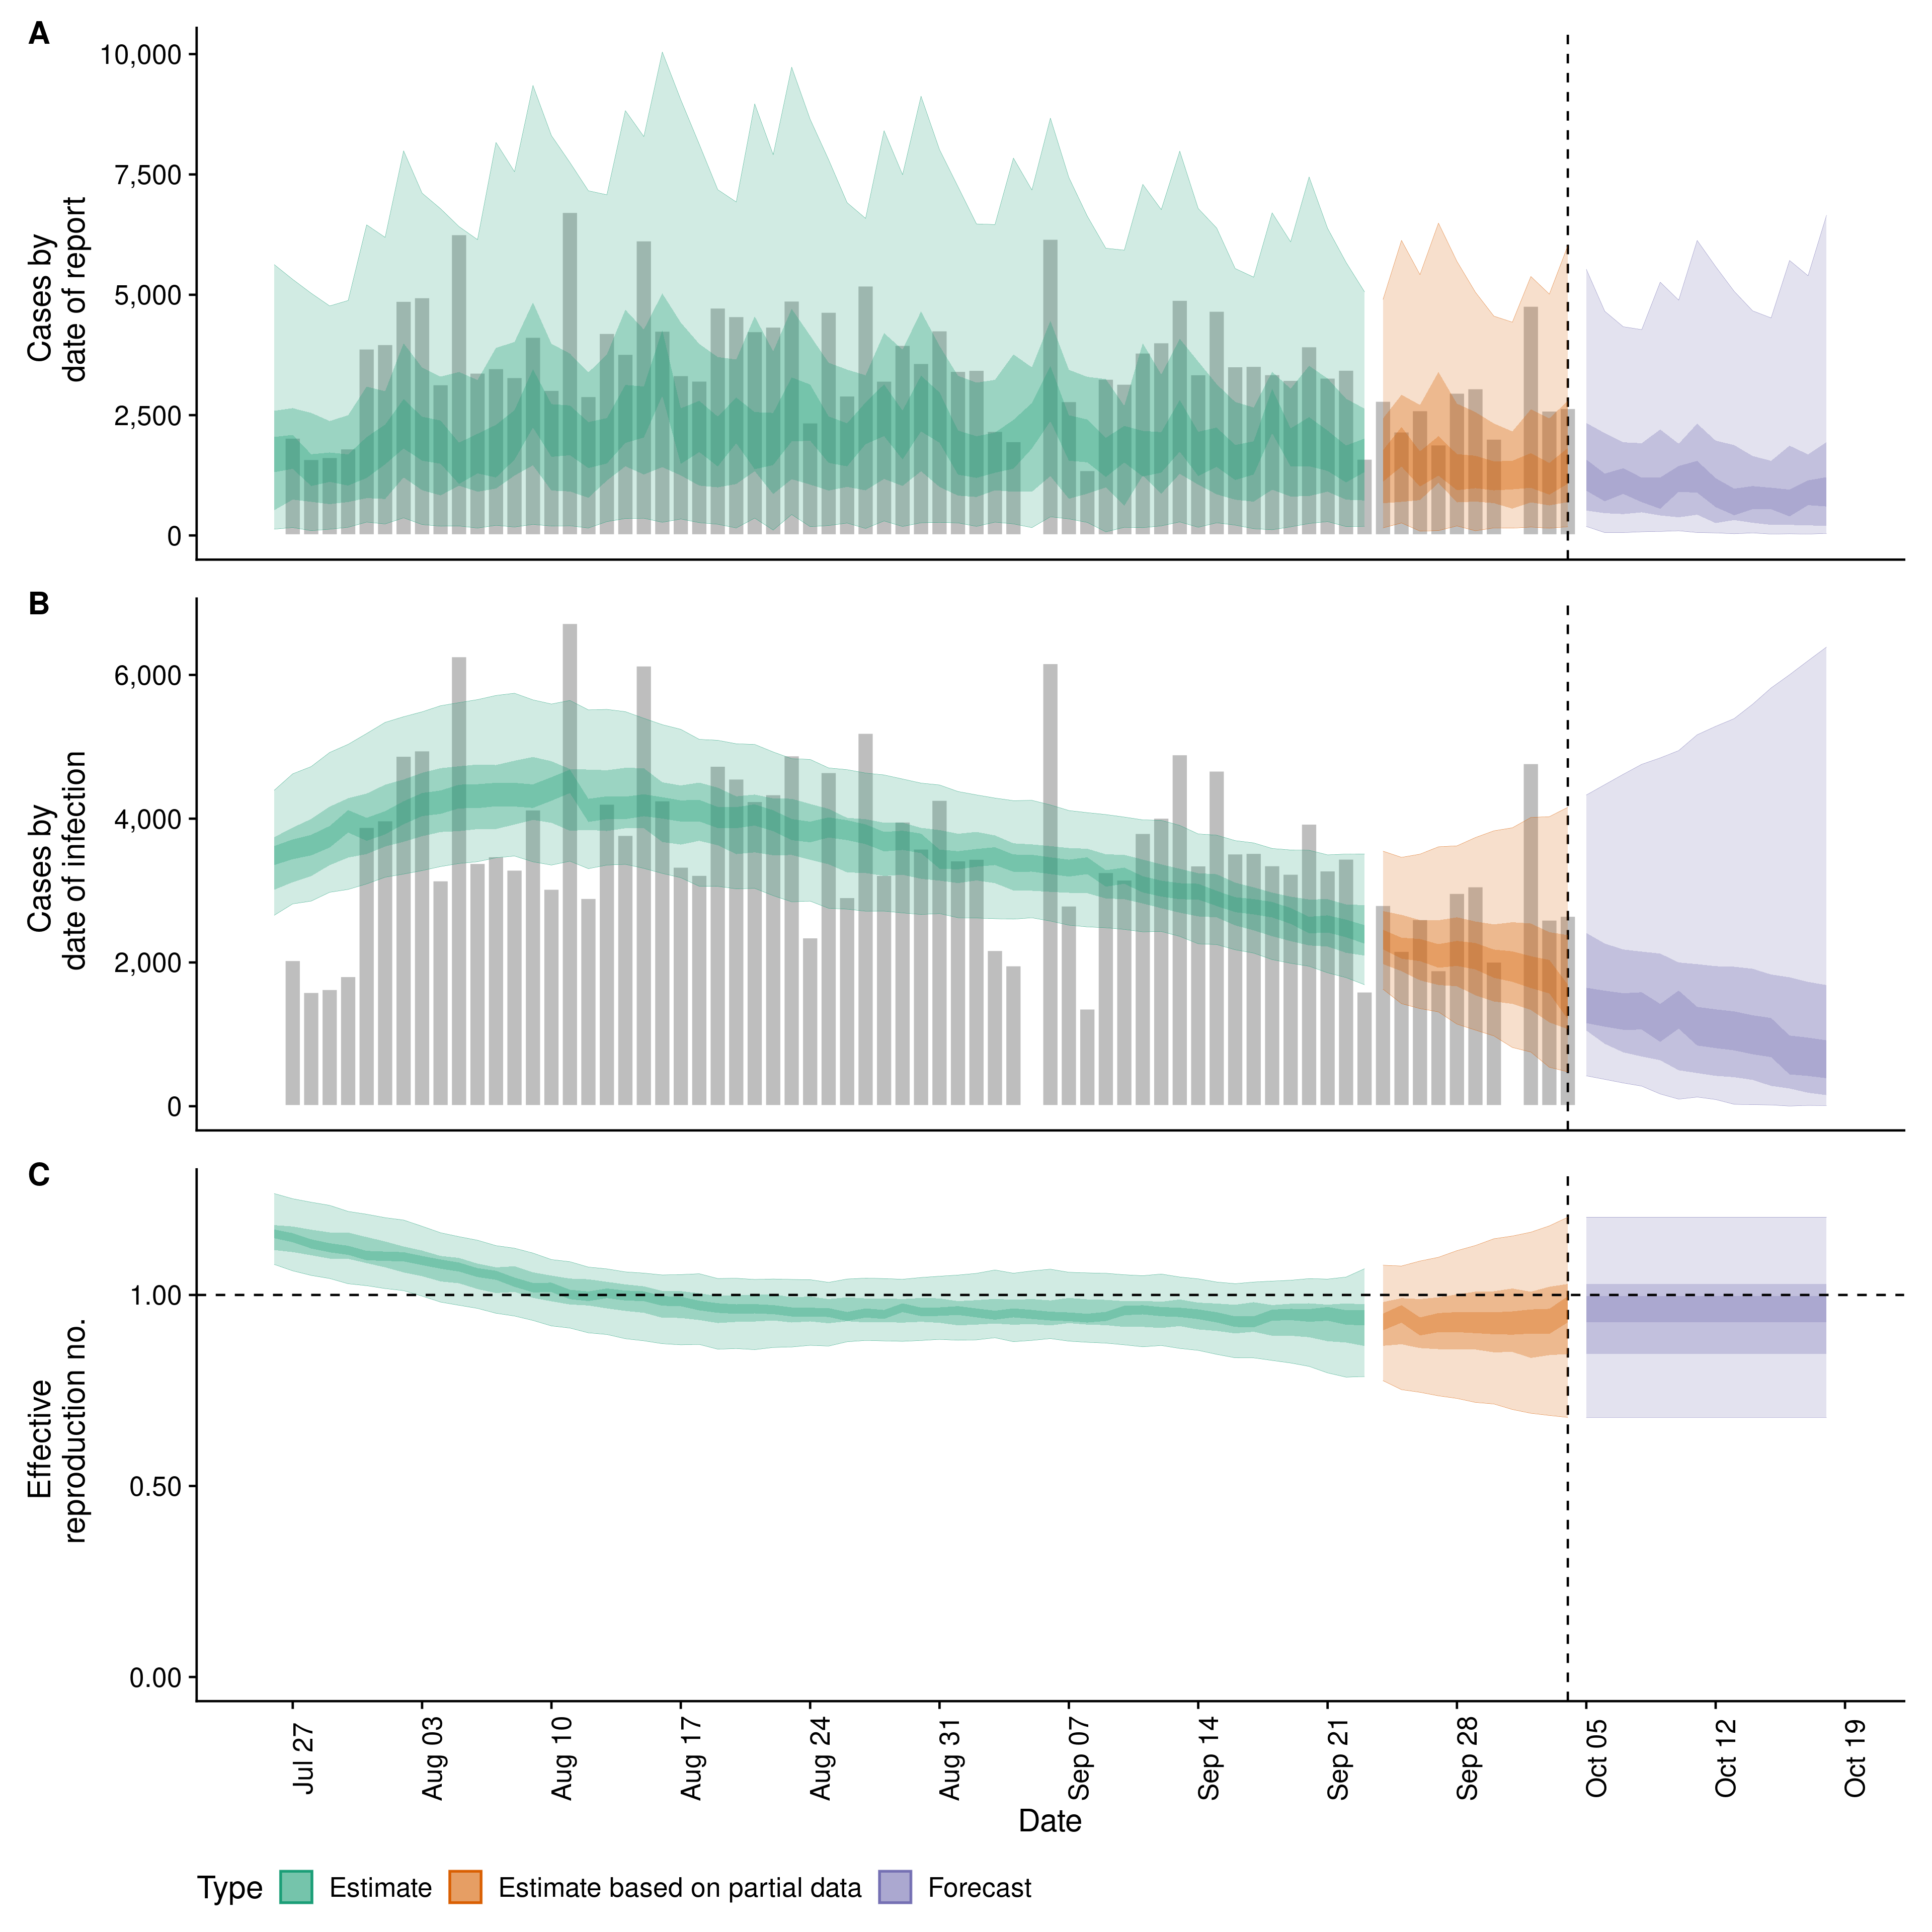 A
10,000
7,500
5,000
2,500
0
Cases by
date of report
B
6,000
4,000
2,000
0
Cases by
date of infection
C
1.00
0.50
0.00
Effective
reproduction no.
Jul 27
Aug 03
Aug 10
Aug 17
Aug 24
Aug 31
Sep 07
Sep 14
Sep 21
Sep 28
Oct 05
Oct 12
Oct 19
Date
Type Estimate Estimate based on partial data Forecast